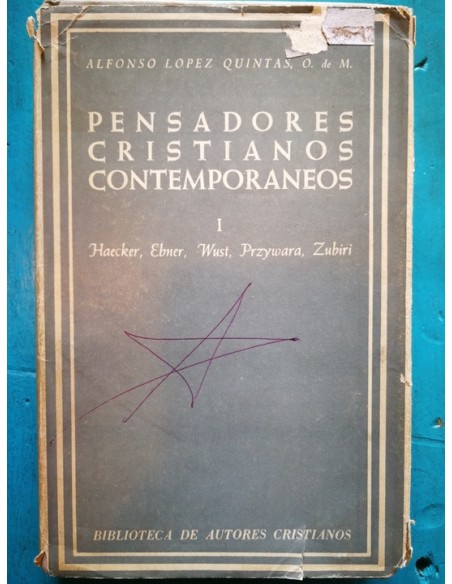 ALFONSO LOPEZ QUINTAS, O. de M.
PENSADORES
CRISTIANOS
CONTEMPORANEOS
I
Haecker, Ebner, Wust, Przywara, Zubiri
BIBLIOTECA DE AUTORES CRISTIANOS